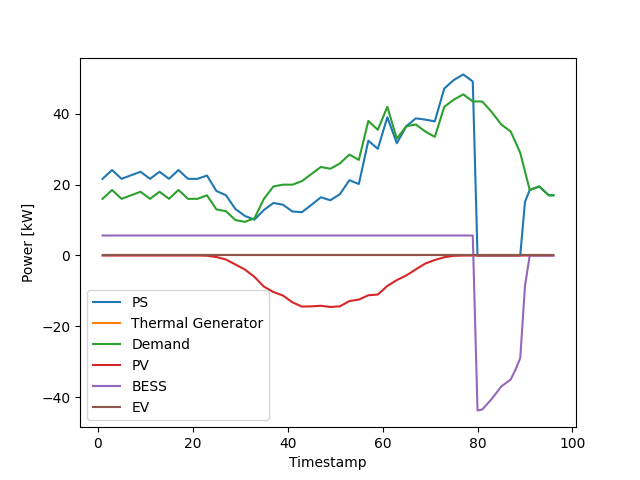 40
20
0
−20
−40
Power [kW]
PS
Thermal Generator
Demand
PV
BESS
EV
0 20 40 60 80 100
Timestamp